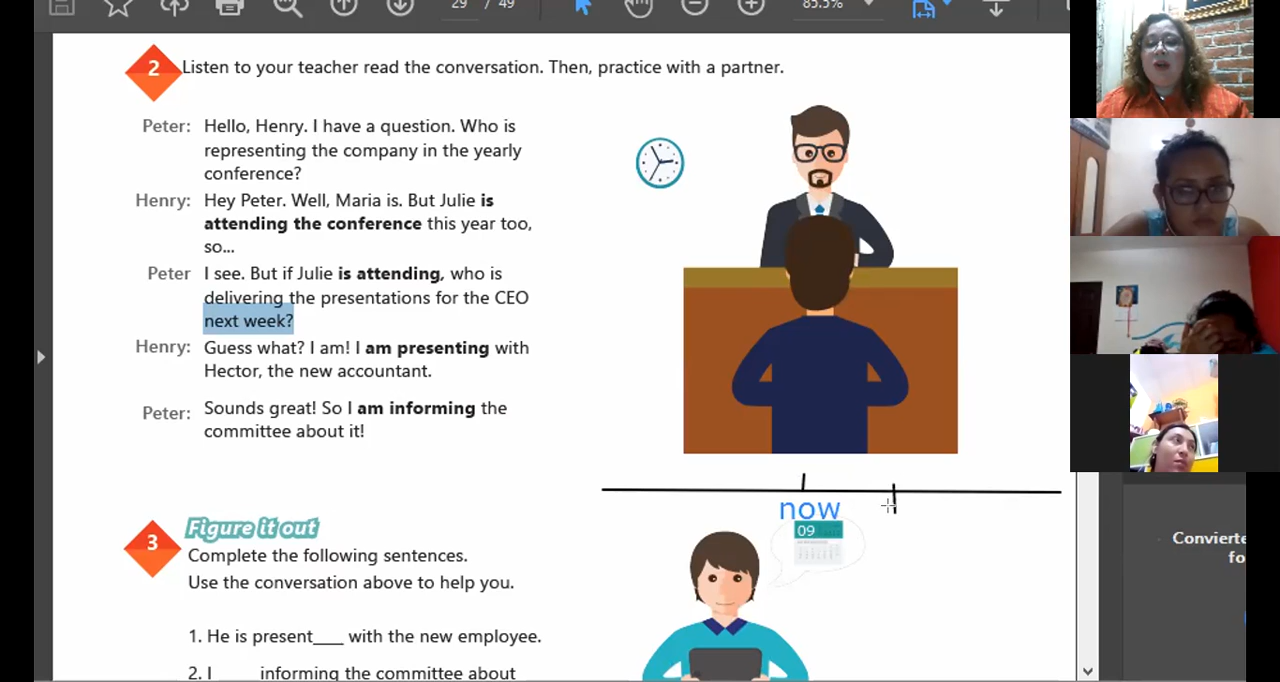 29 / 49
85.5%
2
Listen to your teacher read the conversation. Then, practice with a partner.
Peter: Hello, Henry. I have a question. Who is
representing the company in the yearly
conference?
Henry: Hey Peter. Well, Maria is. But Julie is
attending the conference this year too,
so...
Peter I see. But if Julie is attending, who is
delivering the presentations for the CEO
next week?
Henry: Guess what? I am! I am presenting with
Hector, the new accountant.
Peter: Sounds great! So I am informing the
committee about it!
now
09
3
Figure it out
Complete the following sentences.
Use the conversation above to help you.
1. He is present___ with the new employee.
2. I ___ informing the committee about
Convierte
fo